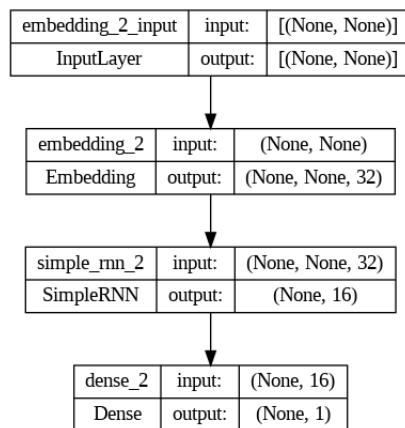 embedding_2_input input: [(None, None)]
InputLayer output: [(None, None)]
embedding_2 input: (None, None)
Embedding output: (None, None, 32)
simple_rnn_2 input: (None, None, 32)
SimpleRNN output: (None, 16)
dense_2 input: (None, 16)
Dense output: (None, 1)